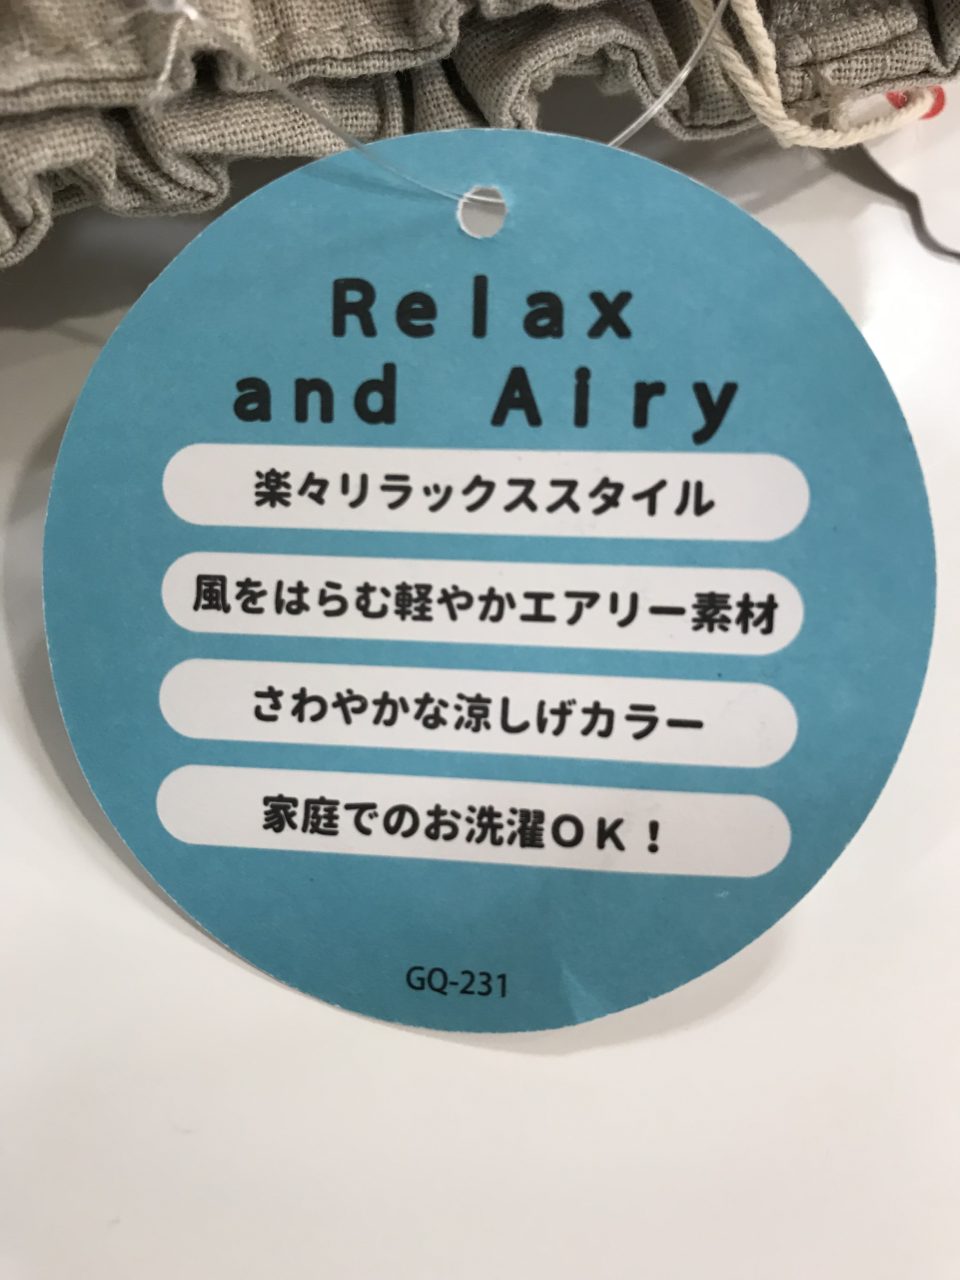 Relax
and Airy
楽々リラックススタイル
風をはらむ軽やかエアリー素材
さわやかな涼しげカラー
家庭でのお洗濯OK！
GQ-231